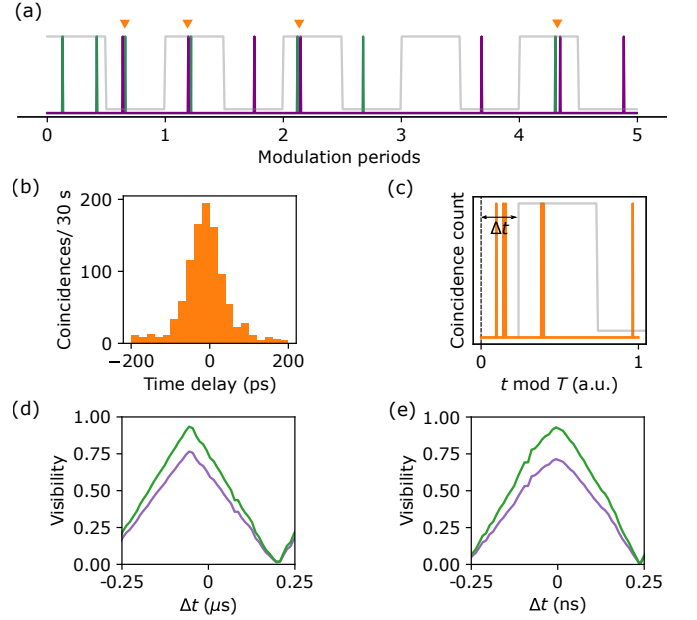 (a)
0 1 2 3 4 5
Modulation periods
(b)
Coincidences/ 30 s
200
100
0
−200 0 200
Time delay (ps)
(c)
Coincidence count
Δt
0 1
t mod T (a.u.)
(d)
Visibility
1.00
0.75
0.50
0.25
0.00
-0.25 0 0.25
Δt (μs)
(e)
Visibility
1.00
0.75
0.50
0.25
0.00
-0.25 0 0.25
Δt (ns)